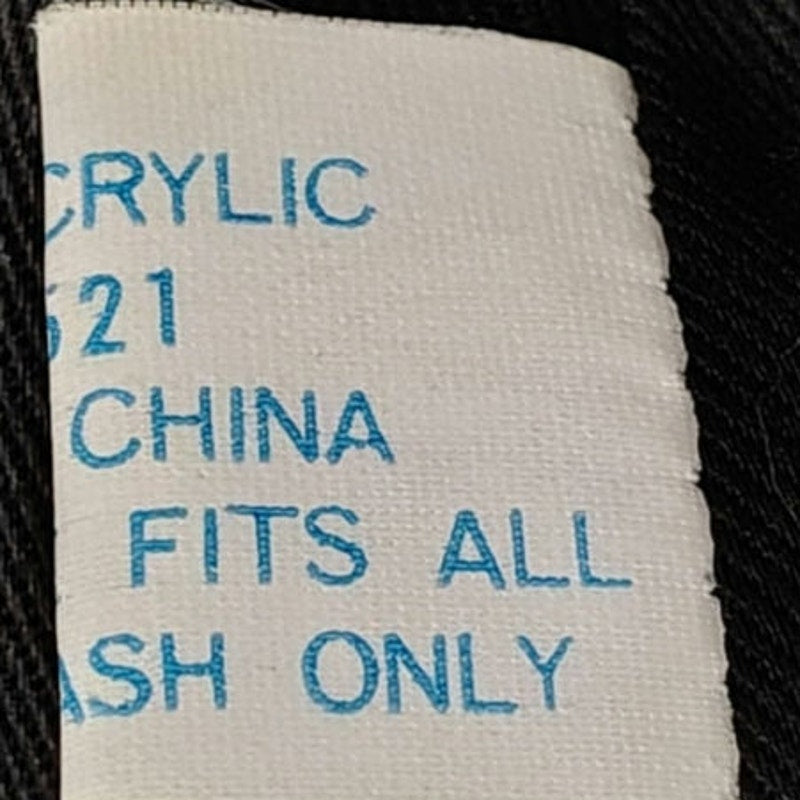 CRYLIC
521
CHINA
FITS ALL
ASH ONLY